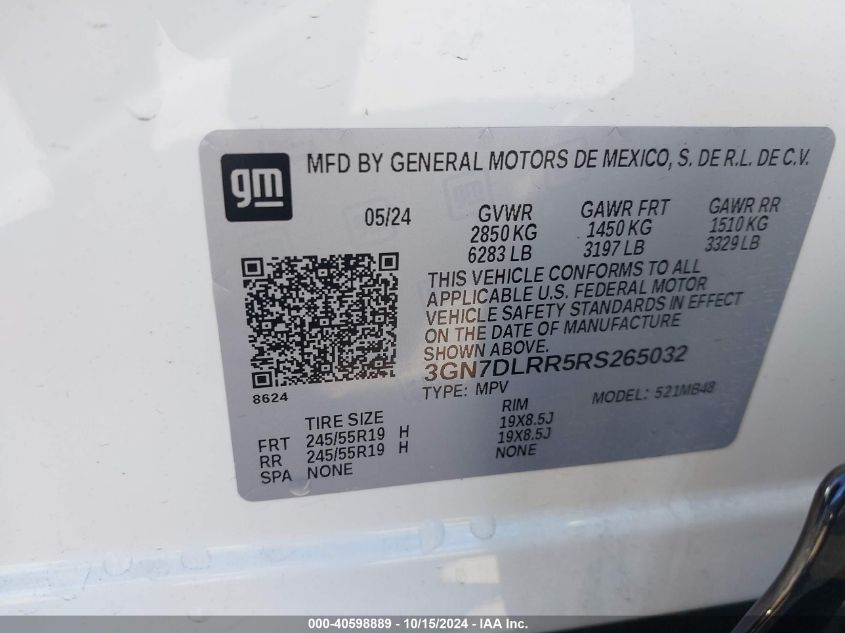 gm
MFD BY GENERAL MOTORS DE MEXICO, S. DE R.L. DE C.V.
05/24 GVWR GAWR FRT GAWR RR
2850 KG 1450 KG 1510 KG
6283 LB 3197 LB 3329 LB
THIS VEHICLE CONFORMS TO ALL
APPLICABLE U.S. FEDERAL MOTOR
VEHICLE SAFETY STANDARDS IN EFFECT
ON THE DATE OF MANUFACTURE
SHOWN ABOVE.
3GN7DLRR5RS265032
8624 TYPE: MPV MODEL: 521MB48
TIRE SIZE RIM
FRT 245/55R19 H 19X8.5J
RR 245/55R19 H 19X8.5J
SPA NONE NONE
000-40598889 - 10/15/2024 - IAA Inc.